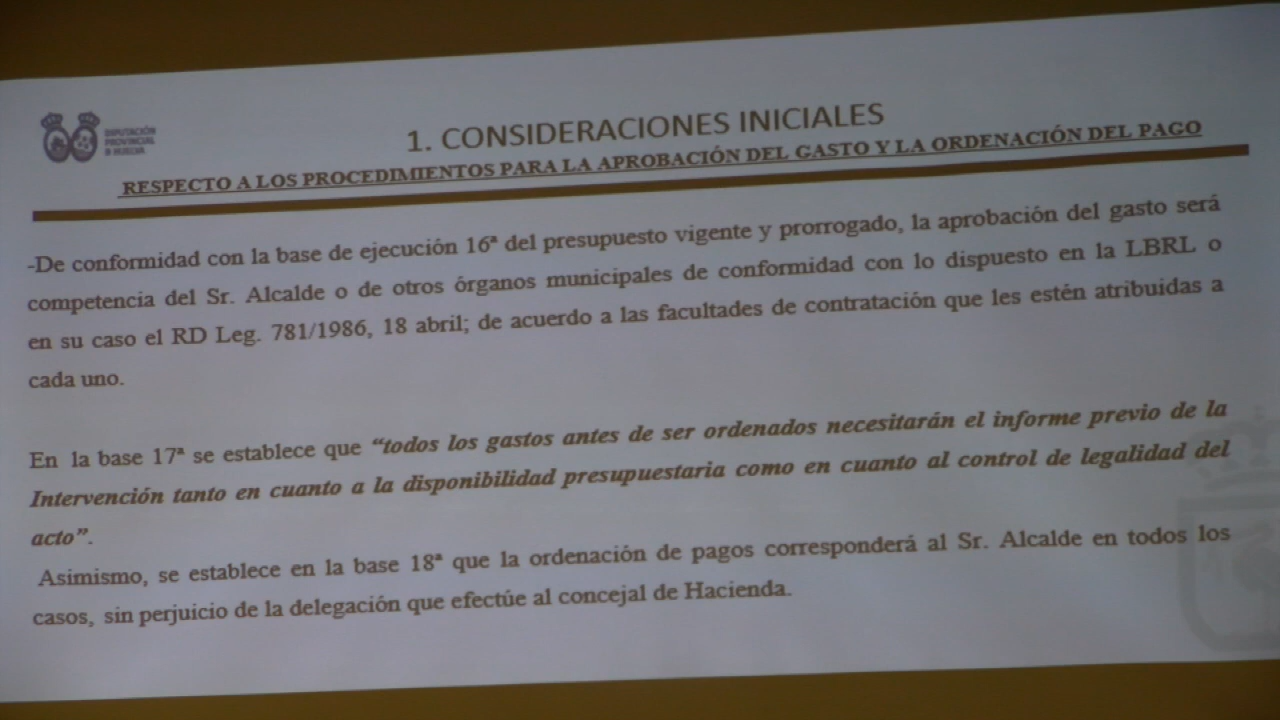 DIPUTACIÓN
PROVINCIAL
D HUELVA
1. CONSIDERACIONES INICIALES
RESPECTO A LOS PROCEDIMIENTOS PARA LA APROBACIÓN DEL GASTO Y LA ORDENACIÓN DEL PAGO
-De conformidad con la base de ejecución 16ª del presupuesto vigente y prorrogado, la aprobación del gasto será
competencia del Sr. Alcalde o de otros órganos municipales de conformidad con lo dispuesto en la LBRL o
en su caso el RD Leg. 781/1986, 18 abril; de acuerdo a las facultades de contratación que les estén atribuidas a
cada uno.
En la base 17ª se establece que “todos los gastos antes de ser ordenados necesitarán el informe previo de la
Intervención tanto en cuanto a la disponibilidad presupuestaria como en cuanto al control de legalidad del
acto”.
Asimismo, se establece en la base 18ª que la ordenación de pagos corresponderá al Sr. Alcalde en todos los
casos, sin perjuicio de la delegación que efectúe al concejal de Hacienda.